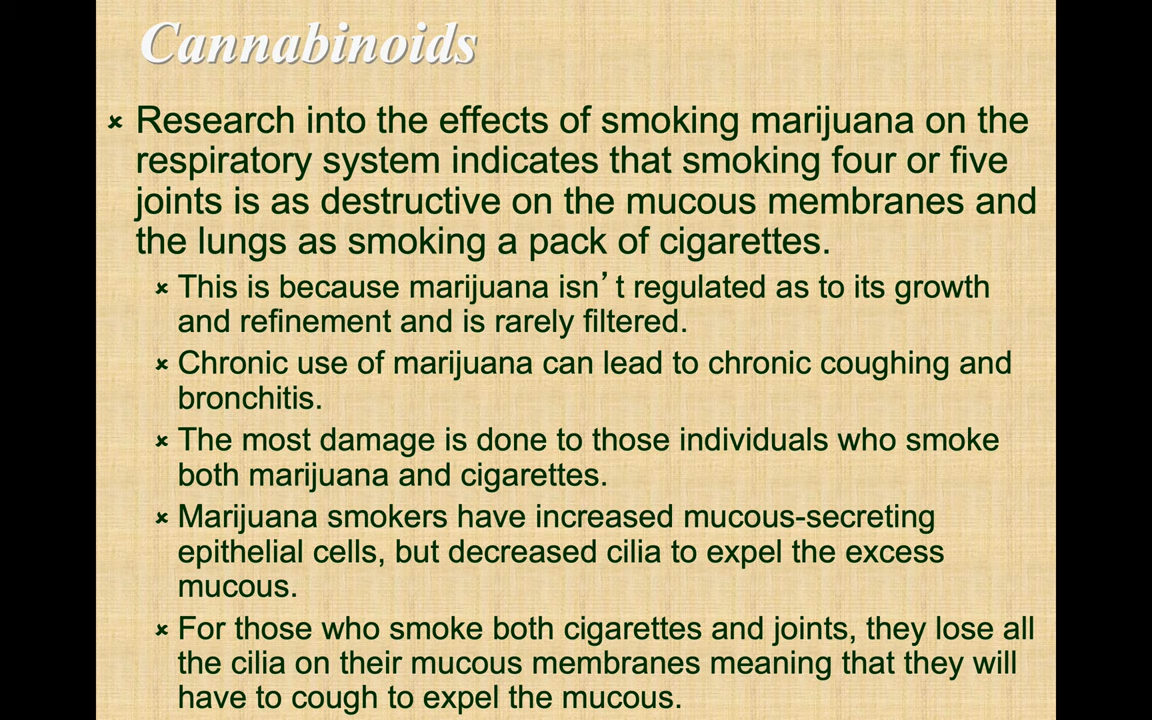 Cannabinoids
Research into the effects of smoking marijuana on the
respiratory system indicates that smoking four or five
joints is as destructive on the mucous membranes and
the lungs as smoking a pack of cigarettes.
This is because marijuana isn’t regulated as to its growth
and refinement and is rarely filtered.
Chronic use of marijuana can lead to chronic coughing and
bronchitis.
The most damage is done to those individuals who smoke
both marijuana and cigarettes.
Marijuana smokers have increased mucous-secreting
epithelial cells, but decreased cilia to expel the excess
mucous.
For those who smoke both cigarettes and joints, they lose all
the cilia on their mucous membranes meaning that they will
have to cough to expel the mucous.